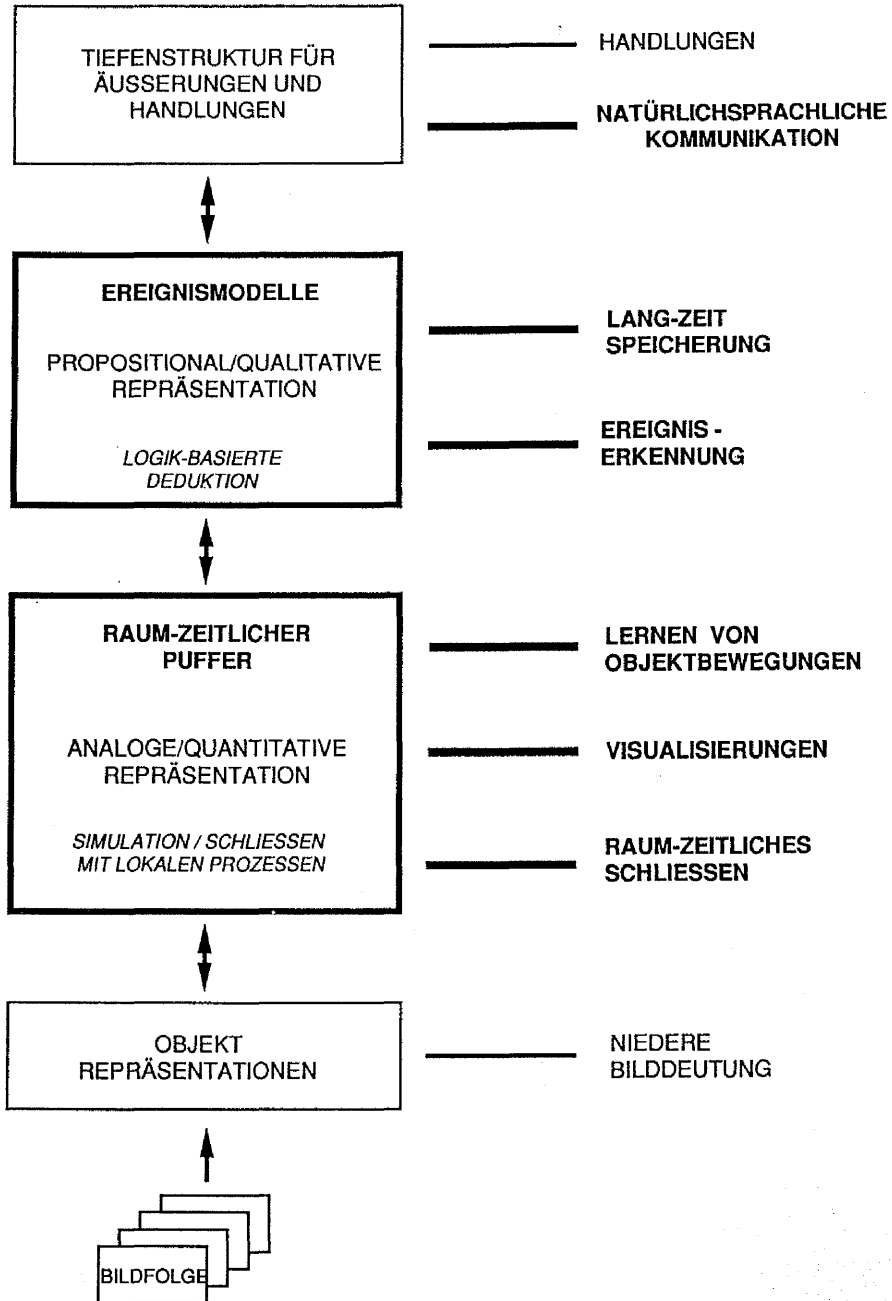 TIEFENSTRUKTUR FÜR
ÄUSSERUNGEN UND
HANDLUNGEN
HANDLUNGEN
NATÜRLICHSPRACHLICHE
KOMMUNIKATION
EREIGNISMODELLE
PROPOSITIONAL/QUALITATIVE
REPRÄSENTATION
LOGIK-BASIERTE
DEDUKTION
LANG-ZEIT
SPEICHERUNG
EREIGNIS -
ERKENNUNG
RAUM-ZEITLICHER
PUFFER
ANALOGE/QUANTITATIVE
REPRÄSENTATION
SIMULATION / SCHLIESSEN
MIT LOKALEN PROZESSEN
LERNEN VON
OBJEKTBEWEGUNGEN
VISUALISIERUNGEN
RAUM-ZEITLICHES
SCHLIESSEN
OBJEKT
REPRÄSENTATIONEN
NIEDERE
BILDDEUTUNG
BILDFOLGE